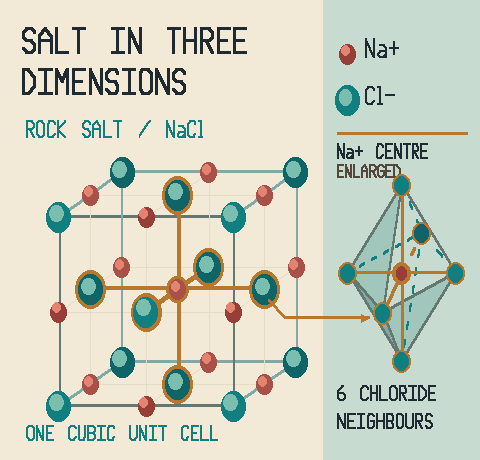 SALT IN THREE
DIMENSIONS
ROCK SALT / NaCl
Na+
Cl−
Na+ CENTRE
ENLARGED
6 CHLORIDE
NEIGHBOURS
ONE CUBIC UNIT CELL